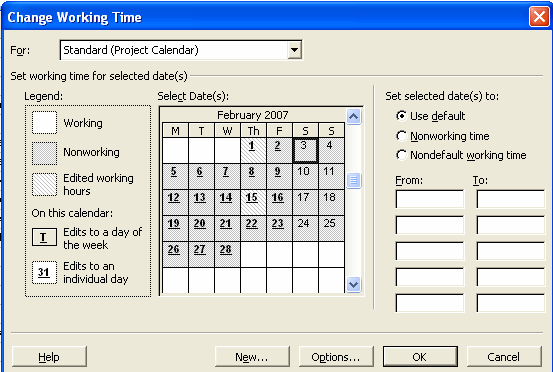 Change Working Time
For: Standard (Project Calendar)
Set working time for selected date(s)
Legend:
Working
Nonworking
Edited working
hours
On this calendar:
T Edits to a day of
the week
31 Edits to an
individual day
Select Date(s):
February 2007
M T W Th F S S
1 2 3 4
5 6 7 8 9 10 11
12 13 14 15 16 17 18
19 20 21 22 23 24 25
26 27 28
Set selected date(s) to:
Use default
Nonworking time
Nondefault working time
From: To:
Help New... Options... OK Cancel